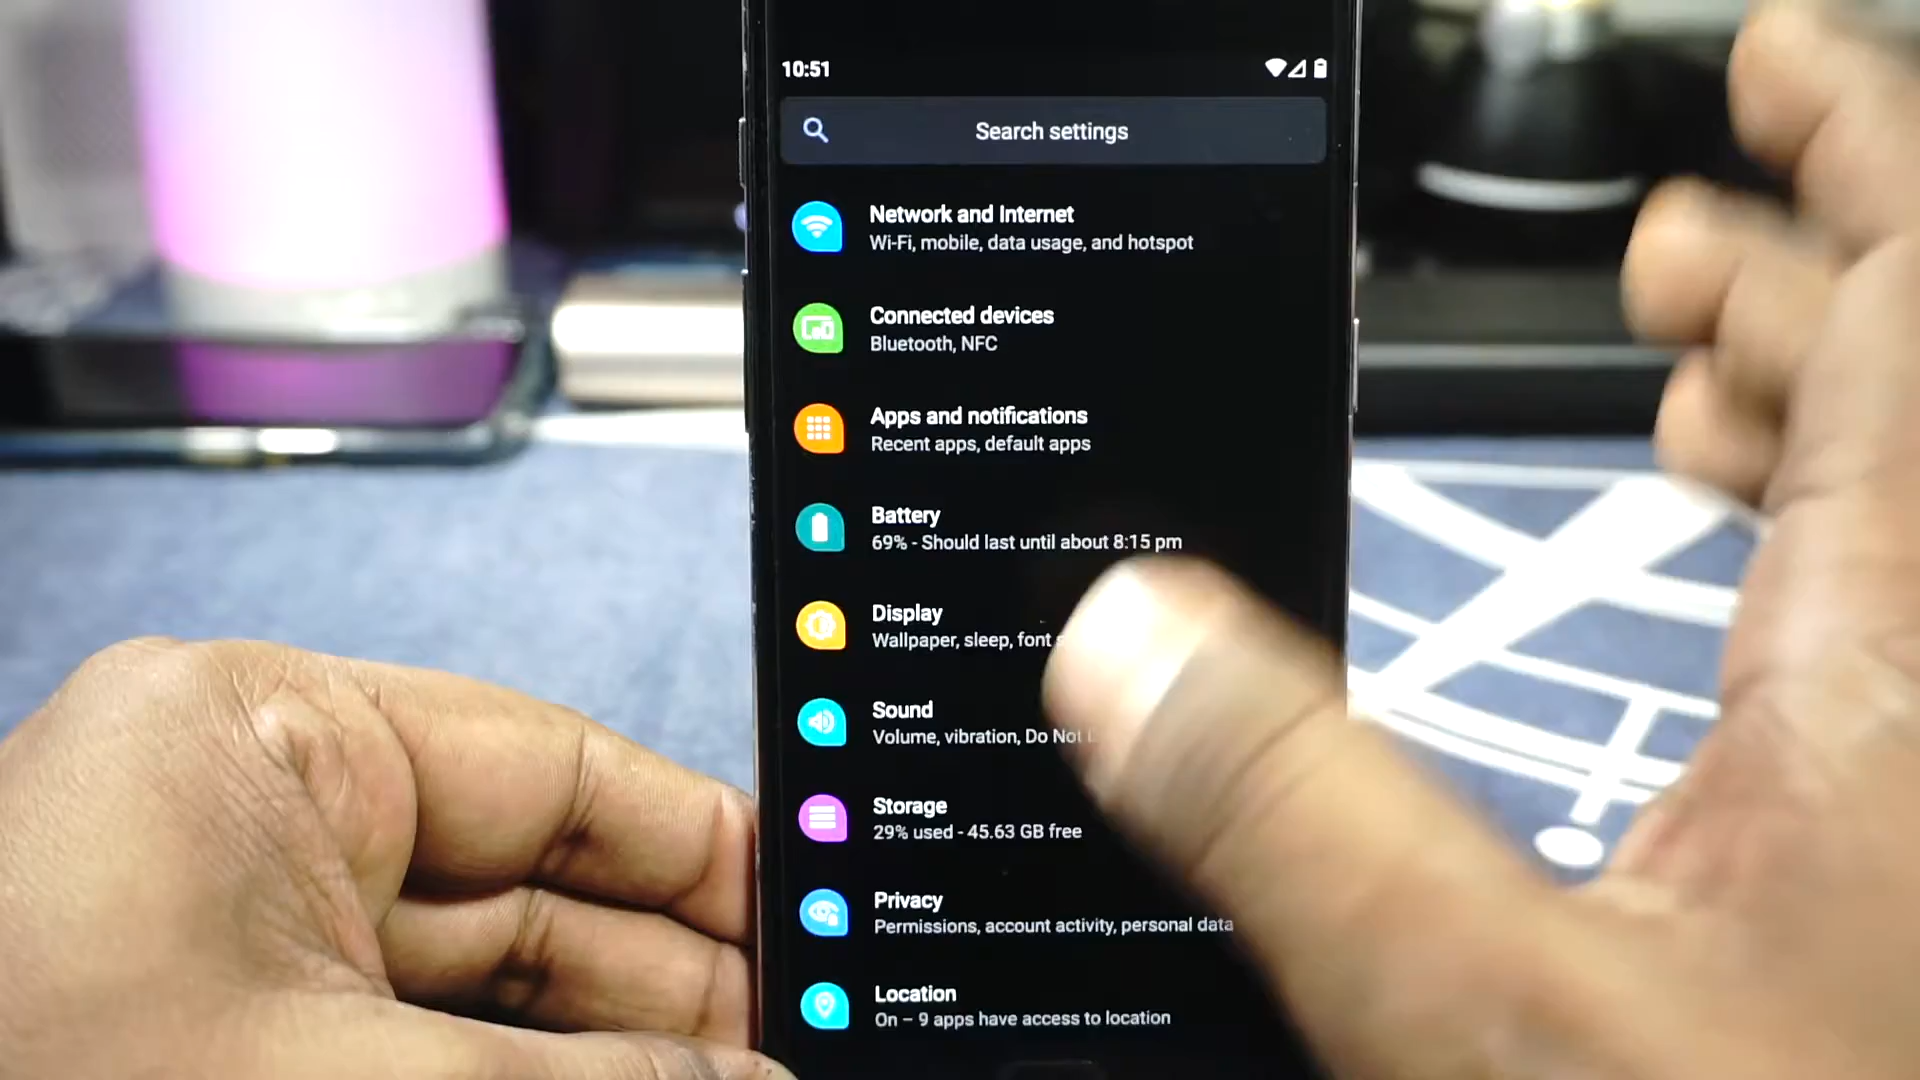 10:51
Search settings
Network and Internet
Wi-Fi, mobile, data usage, and hotspot
Connected devices
Bluetooth, NFC
Apps and notifications
Recent apps, default apps
Battery
69% - Should last until about 8:15 pm
Display
Wallpaper, sleep, font
Sound
Volume, vibration, Do Not
Storage
29% used - 45.63 GB free
Privacy
Permissions, account activity, personal data
Location
On – 9 apps have access to location